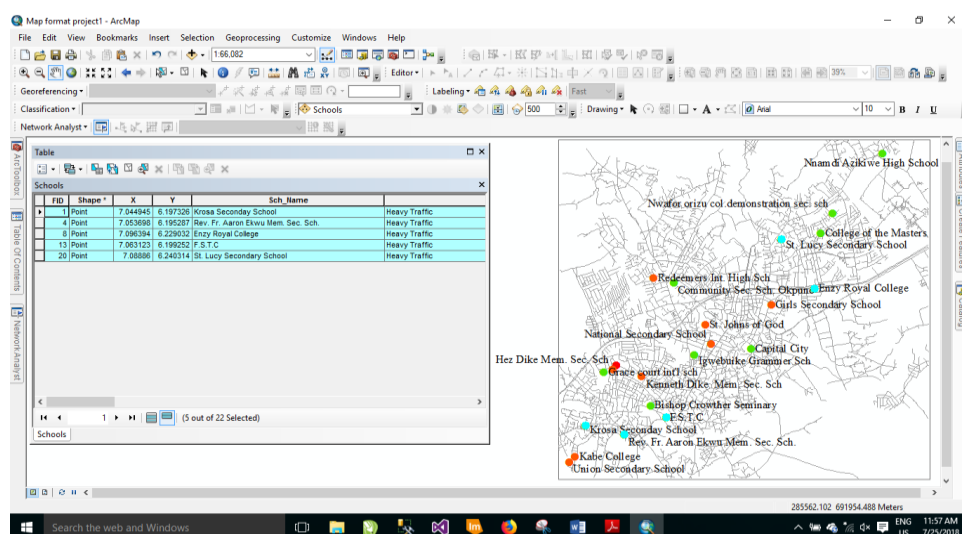 Map format project1 - ArcMap
File Edit View Bookmarks Insert Selection Geoprocessing Customize Windows Help
1:66,082
Editor
39%
Georeferencing
Labeling
Fast
Classification
Schools
500
Drawing
A
Arial
10
B I U
Network Analyst
ArcToolbox
Table Of Contents
Network Analyst
Table
Schools
FID Shape * X Y Sch_Name
1 Point 7.044945 6.197326 Krosa Seconday School Heavy Traffic
4 Point 7.053698 6.195287 Rev. Fr. Aaron Ekwu Mem. Sec. Sch. Heavy Traffic
8 Point 7.096394 6.229032 Enzy Royal College Heavy Traffic
13 Point 7.063123 6.199252 F.S.T.C Heavy Traffic
20 Point 7.08886 6.240314 St. Lucy Secondary School Heavy Traffic
1 (5 out of 22 Selected)
Schools
Nnamdi Azikiwe High School
Nwafor orizu col demonstration sec. sch
College of the Masters
St. Lucy Secondary School
Redeemers Int. High Sch
Community Sec. Sch. Okpuno
Enzy Royal College
Girls Secondary School
St. Johns of God
National Secondary School
Capital City
Hez Dike Mem. Sec. Sch
Igwebuike Grammer Sch
Grace court int'l sch
Kenneth Dike Mem. Sec. Sch
Bishop Crowther Seminary
F.S.T.C
Krosa Seconday School
Rev. Fr. Aaron Ekwu Mem. Sec. Sch.
Kabe College
Union Secondary School
285562.102 691954.488 Meters
Search the web and Windows
ENG
US
11:57 AM
7/25/2018